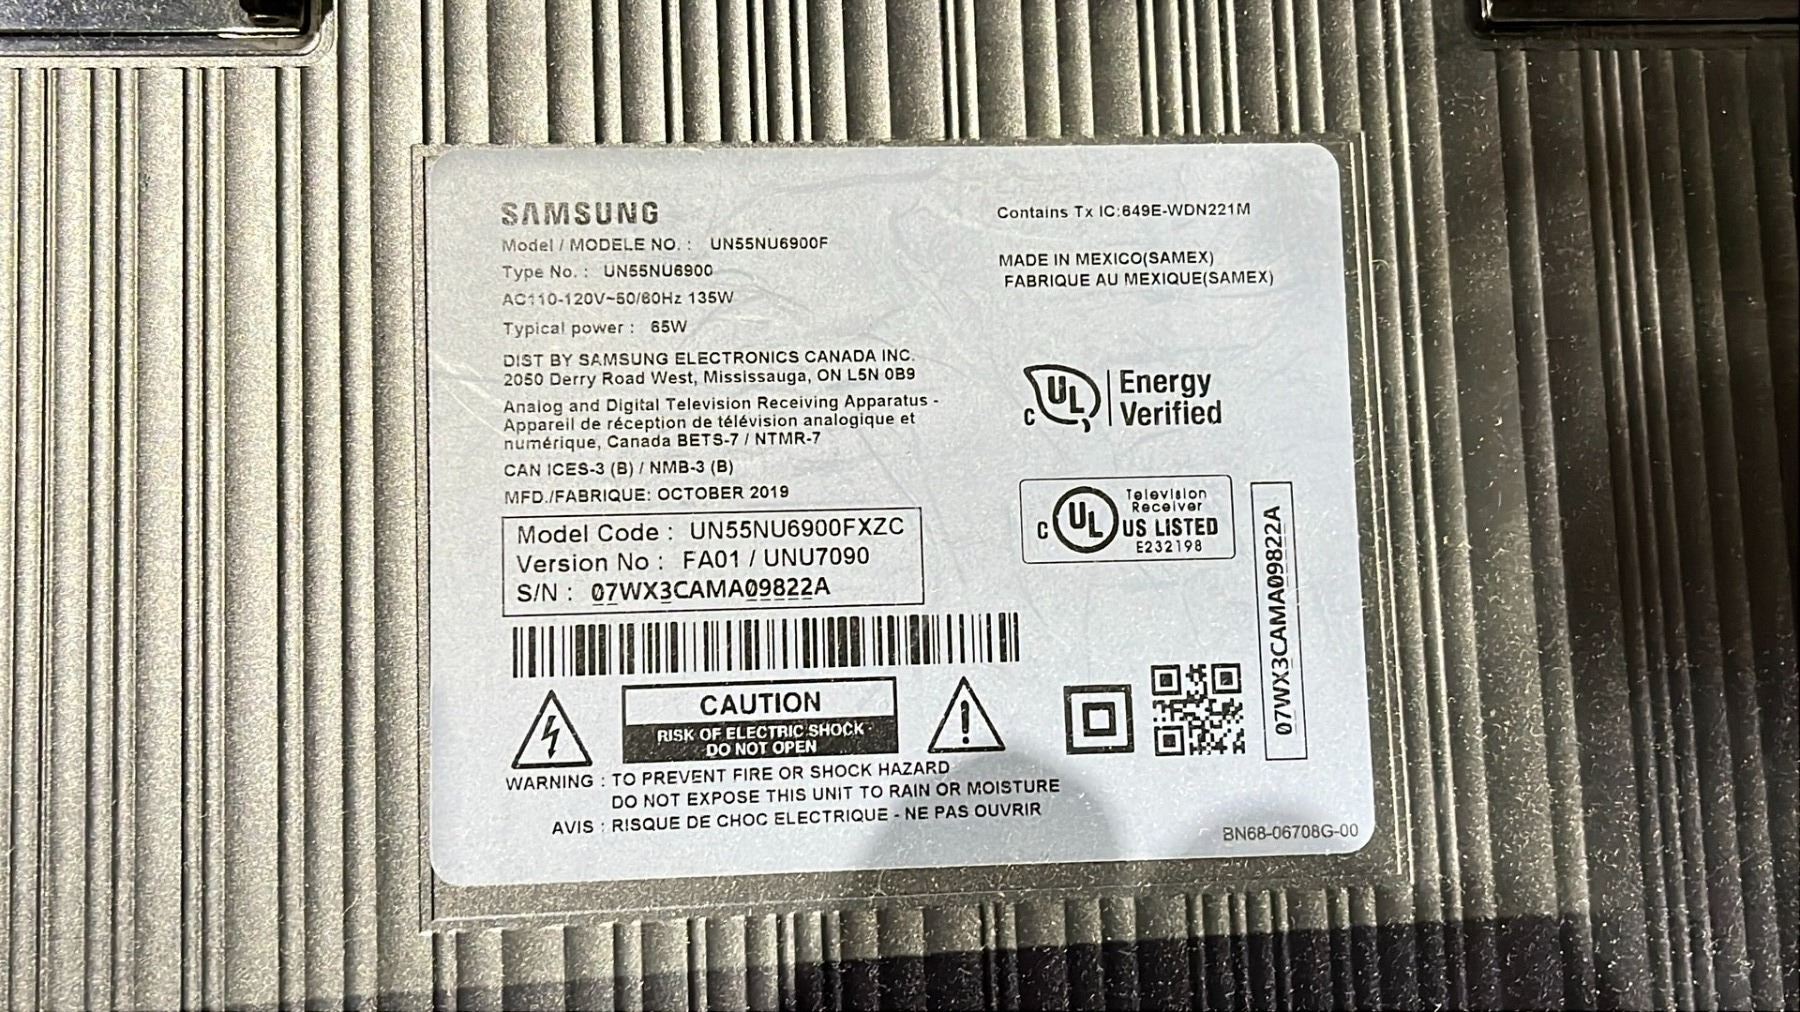 SAMSUNG
Model / MODELE NO. : UN55NU6900F
Type No. : UN55NU6900
AC110-120V~50/60Hz 135W
Typical power : 65W
DIST BY SAMSUNG ELECTRONICS CANADA INC.
2050 Derry Road West, Mississauga, ON L5N 0B9
Analog and Digital Television Receiving Apparatus -
Appareil de réception de télévision analogique et
numérique, Canada BETS-7 / NTMR-7
CAN ICES-3 (B) / NMB-3 (B)
MFD./FABRIQUE: OCTOBER 2019
Model Code : UN55NU6900FXZC
Version No : FA01 / UNU7090
S/N : 07WX3CAMA09822A
CAUTION
RISK OF ELECTRIC SHOCK
DO NOT OPEN
WARNING : TO PREVENT FIRE OR SHOCK HAZARD
DO NOT EXPOSE THIS UNIT TO RAIN OR MOISTURE
AVIS : RISQUE DE CHOC ELECTRIQUE - NE PAS OUVRIR
Contains Tx IC:649E-WDN221M
MADE IN MEXICO(SAMEX)
FABRIQUE AU MEXIQUE(SAMEX)
C UL Energy
Verified
Television
Receiver
C UL US LISTED
E232198
07WX3CAMA09822A
BN68-06708G-00